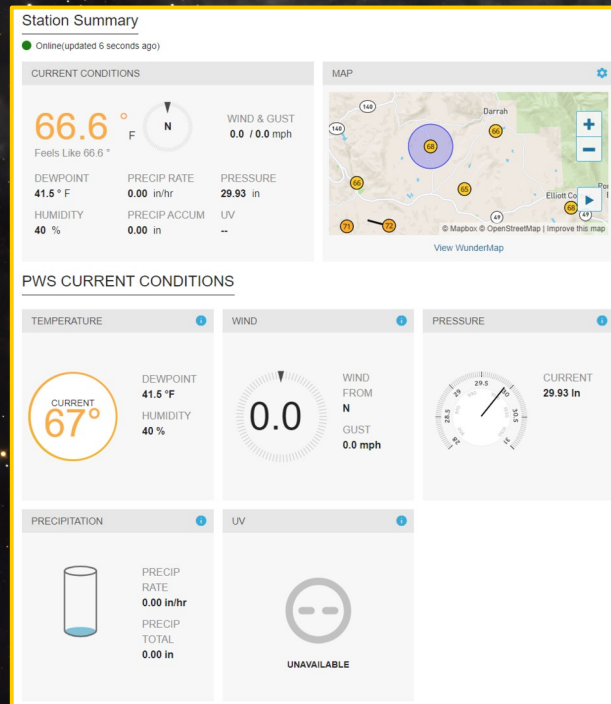 Station Summary
Online(updated 6 seconds ago)
CURRENT CONDITIONS
66.6 ° F
Feels Like 66.6 °
N
WIND & GUST
0.0 / 0.0 mph
DEWPOINT
41.5 ° F
PRECIP RATE
0.00 in/hr
PRESSURE
29.93 in
HUMIDITY
40 %
PRECIP ACCUM
0.00 in
UV
--
MAP
140
140
Darrah
66
68
66
65
Elliott Co
68
49
49
71
72
+
−
© Mapbox © OpenStreetMap | Improve this map
View WunderMap
PWS CURRENT CONDITIONS
TEMPERATURE
CURRENT
67°
DEWPOINT
41.5 °F
HUMIDITY
40 %
WIND
0.0
WIND
FROM
N
GUST
0.0 mph
PRESSURE
28
28.5
29
29.5
30
30.5
31
CURRENT
29.93 In
PRECIPITATION
PRECIP
RATE
0.00 in/hr
PRECIP
TOTAL
0.00 in
UV
--
UNAVAILABLE